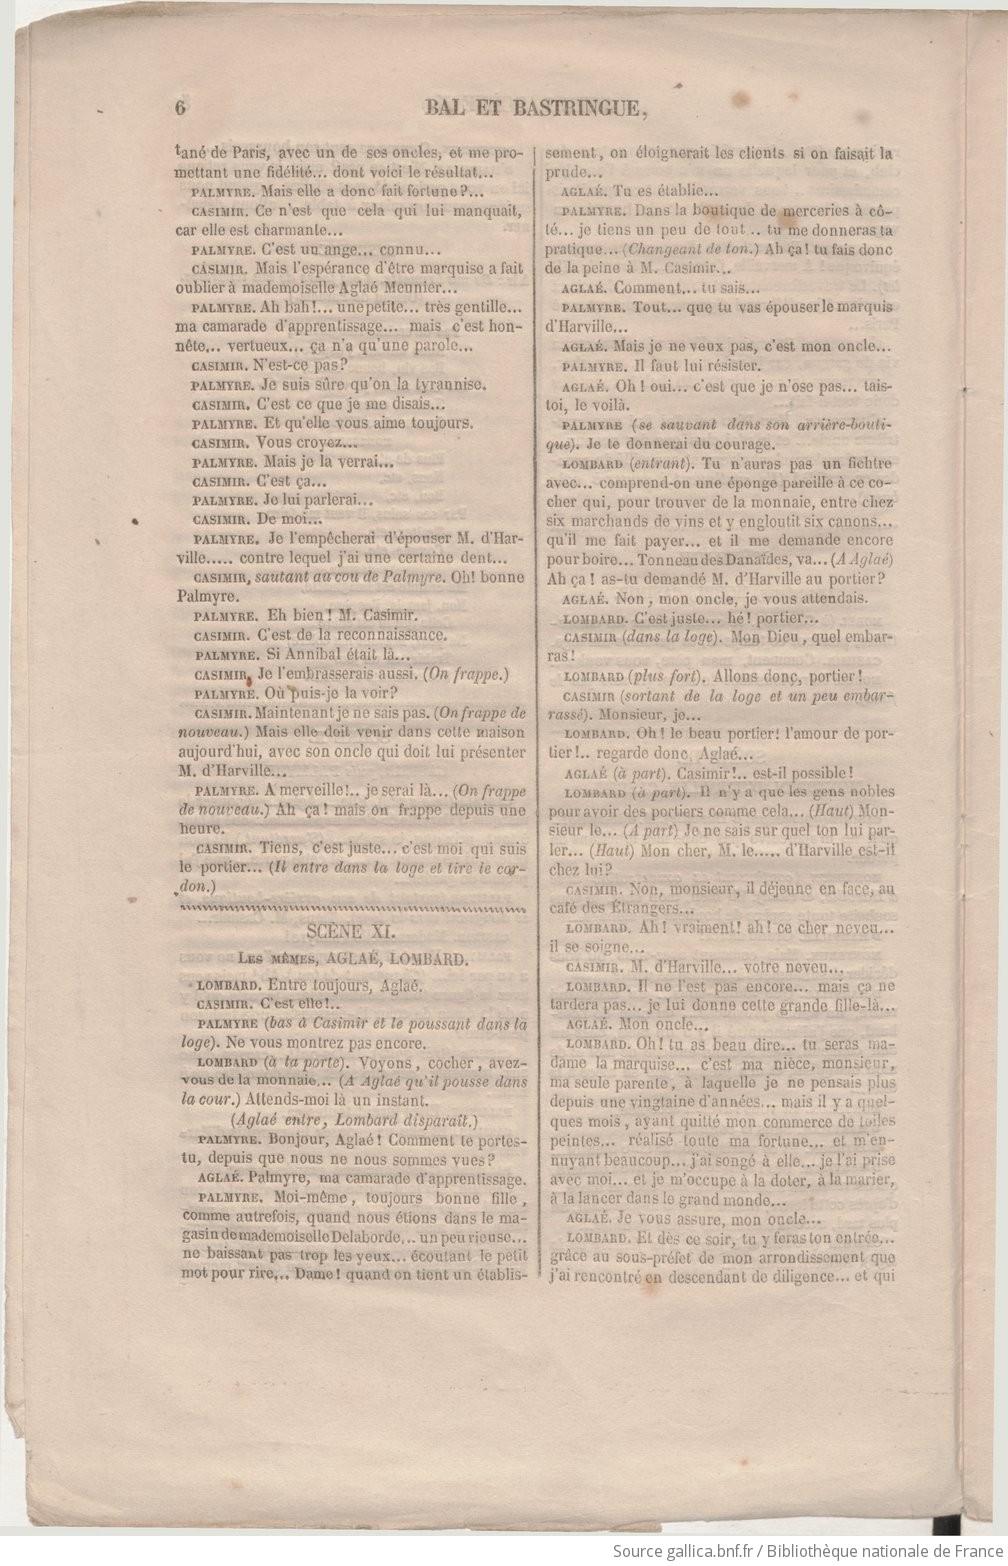 6
BAL ET BASTRINGUE,
tané de Paris, avec un de ses oncles, et me pro-
mettant une fidélité... dont voici le résultat...
PALMYRE. Mais elle a donc fait fortune ?...
CASIMIR. Ce n'est que cela qui lui manquait,
car elle est charmante...
PALMYRE. C'est un ange... connu...
CASIMIR. Mais l'espérance d'être marquise a fait
oublier à mademoiselle Aglaé Meunier...
PALMYRE. Ah bah !... une petite... très gentille...
ma camarade d'apprentissage... mais c'est hon-
nête... vertueux... ça n'a qu'une parole...
CASIMIR. N'est-ce pas ?
PALMYRE. Je suis sûre qu'on la tyrannise.
CASIMIR. C'est ce que je me disais...
PALMYRE. Et qu'elle vous aime toujours.
CASIMIR. Vous croyez...
PALMYRE. Mais je la verrai...
CASIMIR. C'est ça...
PALMYRE. Je lui parlerai...
CASIMIR. De moi...
PALMYRE. Je l'empêcherai d'épouser M. d'Har-
ville..... contre lequel j'ai une certaine dent...
CASIMIR, sautant au cou de Palmyre. Oh! bonne
Palmyre.
PALMYRE. Eh bien ! M. Casimir.
CASIMIR. C'est de la reconnaissance.
PALMYRE. Si Annibal était là...
CASIMIR. Je l'embrasserais aussi. (On frappe.)
PALMYRE. Où puis-je la voir ?
CASIMIR. Maintenant je ne sais pas. (On frappe de
nouveau.) Mais elle doit venir dans cette maison
aujourd'hui, avec son oncle qui doit lui présenter
M. d'Harville...
PALMYRE. A merveille !.. je serai là... (On frappe
de nouveau.) Ah ça ! mais on frappe depuis une
heure.
CASIMIR. Tiens, c'est juste... c'est moi qui suis
le portier... (Il entre dans la loge et tire le cor-
don.)
SCÈNE XI.
LES MÊMES, AGLAÉ, LOMBARD.
LOMBARD. Entre toujours, Aglaé.
CASIMIR. C'est elle !..
PALMYRE (bas à Casimir et le poussant dans la
loge). Ne vous montrez pas encore.
LOMBARD (à la porte). Voyons, cocher, avez-
vous de la monnaie... (A Aglaé qu'il pousse dans
la cour.) Attends-moi là un instant.
(Aglaé entre, Lombard disparaît.)
PALMYRE. Bonjour, Aglaé ! Comment te portes-
tu, depuis que nous ne nous sommes vues ?
AGLAÉ. Palmyre, ma camarade d'apprentissage.
PALMYRE. Moi-même, toujours bonne fille,
comme autrefois, quand nous étions dans le ma-
gasin de mademoiselle Delaborde... un peu rieuse...
ne baissant pas trop les yeux... écoutant le petit
mot pour rire... Dame ! quand on tient un établis-
sement, on éloignerait les clients si on faisait la
prude...
AGLAÉ. Tu es établie...
PALMYRE. Dans la boutique de merceries à cô-
té... je tiens un peu de tout .. tu me donneras ta
pratique... (Changeant de ton.) Ah ça ! tu fais donc
de la peine à M. Casimir...
AGLAÉ. Comment... tu sais...
PALMYRE. Tout... que tu vas épouser le marquis
d'Harville...
AGLAÉ. Mais je ne veux pas, c'est mon oncle...
PALMYRE. Il faut lui résister.
AGLAÉ. Oh ! oui... c'est que je n'ose pas... tais-
toi, le voilà.
PALMYRE (se sauvant dans son arrière-bouti-
que). Je te donnerai du courage.
LOMBARD (entrant). Tu n'auras pas un fichtre
avec... comprend-on une éponge pareille à ce co-
cher qui, pour trouver de la monnaie, entre chez
six marchands de vins et y engloutit six canons...
qu'il me fait payer... et il me demande encore
pour boire... Tonneau des Danaïdes, va... (A Aglaé)
Ah ça ! as-tu demandé M. d'Harville au portier ?
AGLAÉ. Non, mon oncle, je vous attendais.
LOMBARD. C'est juste... hé ! portier...
CASIMIR (dans la loge). Mon Dieu, quel embar-
ras !
LOMBARD (plus fort). Allons donc, portier !
CASIMIR (sortant de la loge et un peu embar-
rassé). Monsieur, je...
LOMBARD. Oh ! le beau portier ! l'amour de por-
tier !.. regarde donc, Aglaé...
AGLAÉ (à part). Casimir !.. est-il possible !
LOMBARD (à part). Il n'y a que les gens nobles
pour avoir des portiers comme cela... (Haut) Mon-
sieur le... (A part) Je ne sais sur quel ton lui par-
ler... (Haut) Mon cher, M. le..... d'Harville est-il
chez lui ?
CASIMIR. Non, monsieur, il déjeune en face, au
café des Étrangers...
LOMBARD. Ah ! vraiment ! ah ! ce cher neveu...
il se soigne...
CASIMIR. M. d'Harville... votre neveu...
LOMBARD. Il ne l'est pas encore... mais ça ne
tardera pas... je lui donne cette grande fille-là...
AGLAÉ. Mon oncle...
LOMBARD. Oh! tu as beau dire... tu seras ma-
dame la marquise... c'est ma nièce, monsieur,
ma seule parente, à laquelle je ne pensais plus
depuis une vingtaine d'années... mais il y a quel-
ques mois, ayant quitté mon commerce de toiles
peintes... réalisé toute ma fortune... et m'en-
nuyant beaucoup... j'ai songé à elle... je l'ai prise
avec moi... et je m'occupe à la doter, à la marier,
à la lancer dans le grand monde...
AGLAÉ. Je vous assure, mon oncle...
LOMBARD. Et dès ce soir, tu y feras ton entrée...
grâce au sous-préfet de mon arrondissement que
j'ai rencontré en descendant de diligence... et qui
Source gallica.bnf.fr / Bibliothèque nationale de France